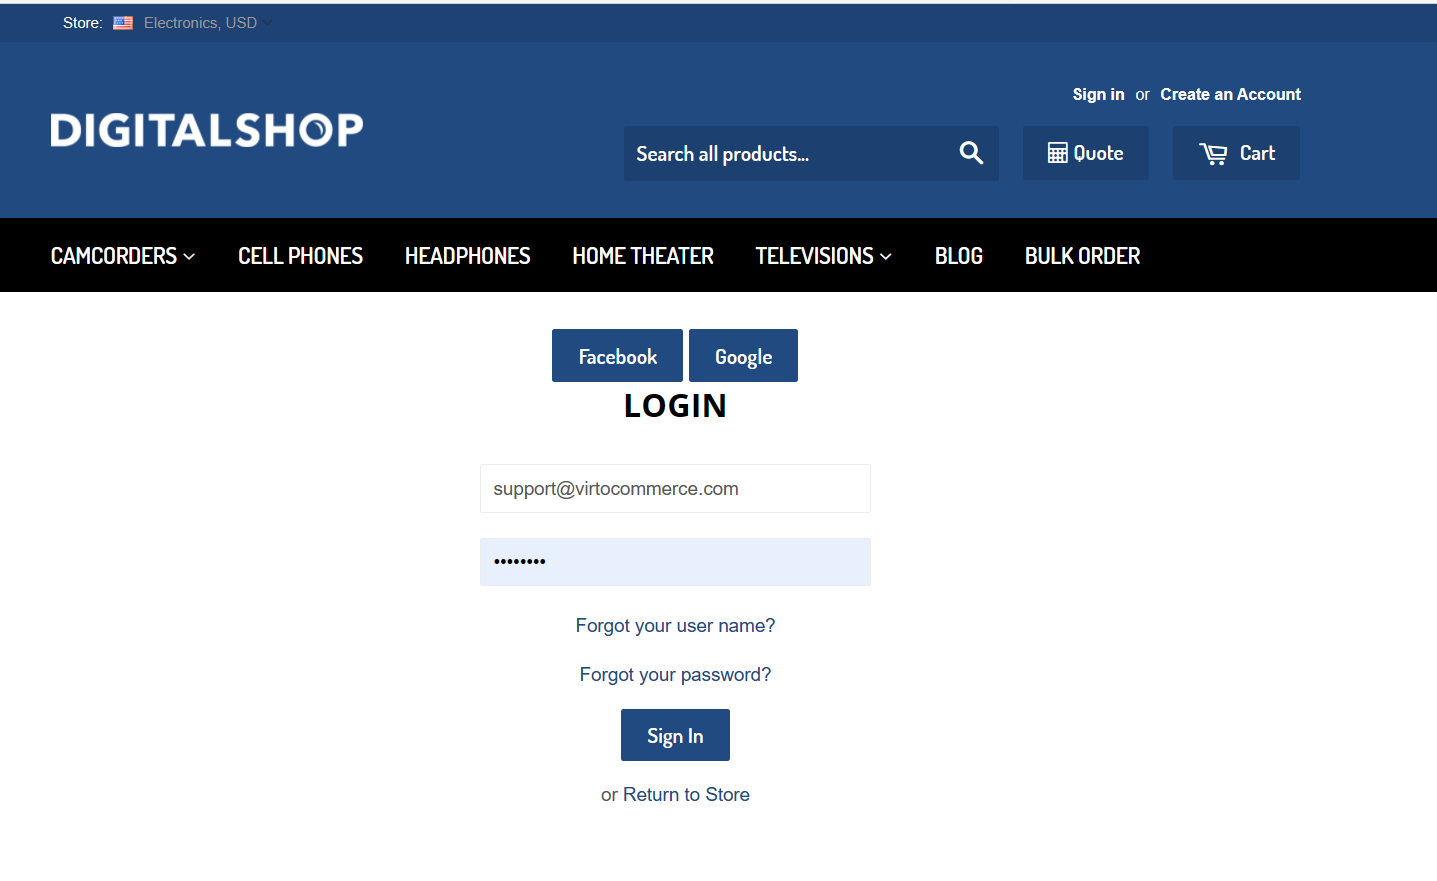 Store: Electronics, USD
Sign in or Create an Account
DIGITALSHOP
Search all products...
Quote
Cart
CAMCORDERS CELL PHONES HEADPHONES HOME THEATER TELEVISIONS BLOG BULK ORDER
Facebook Google
LOGIN
support@virtocommerce.com
••••••••
Forgot your user name?
Forgot your password?
Sign In
or Return to Store